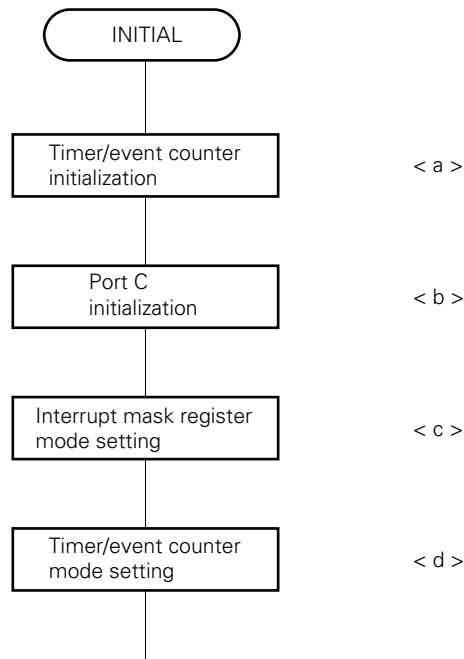 INITIAL
Timer/event counter
initialization
< a >
Port C
initialization
< b >
Interrupt mask register
mode setting
< c >
Timer/event counter
mode setting
< d >